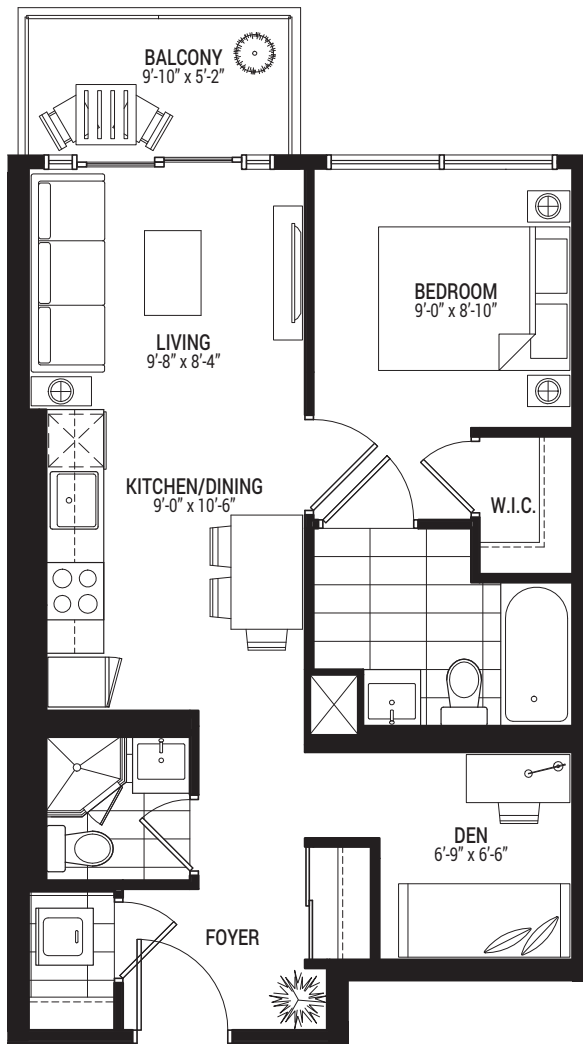 BALCONY
9’-10” x 5’-2”
BEDROOM
9’-0” x 8’-10”
LIVING
9’-8” x 8’-4”
KITCHEN/DINING
9’-0” x 10’-6”
W.I.C.
DEN
6’-9” x 6’-6”
FOYER